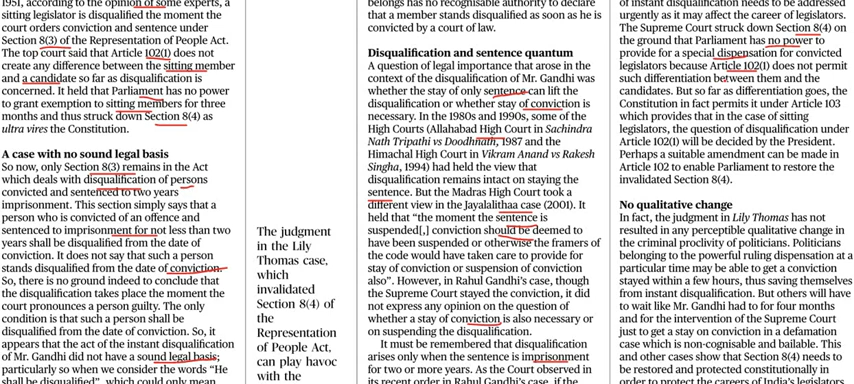 1951, according to the opinion of some experts, a
sitting legislator is disqualified the moment the
court orders conviction and sentence under
Section 8(3) of the Representation of People Act.
The top court said that Article 102(1) does not
create any difference between the sitting member
and a candidate so far as disqualification is
concerned. It held that Parliament has no power
to grant exemption to sitting members for three
months and thus struck down Section 8(4) as
ultra vires the Constitution.
A case with no sound legal basis
So now, only Section 8(3) remains in the Act
which deals with disqualification of persons
convicted and sentenced to two years
imprisonment. This section simply says that a
person who is convicted of an offence and
sentenced to imprisonment for not less than two
years shall be disqualified from the date of
conviction. It does not say that such a person
stands disqualified from the date of conviction.
So, there is no ground indeed to conclude that
the disqualification takes place the moment the
court pronounces a person guilty. The only
condition is that such a person shall be
disqualified from the date of conviction. So, it
appears that the act of the instant disqualification
of Mr. Gandhi did not have a sound legal basis;
particularly so when we consider the words “He
shall be disqualified”, which could only mean
The judgment
in the Lily
Thomas case,
which
invalidated
Section 8(4) of
the
Representation
of People Act,
can play havoc
with the
belongs has no recognisable authority to declare
that a member stands disqualified as soon as he is
convicted by a court of law.
Disqualification and sentence quantum
A question of legal importance that arose in the
context of the disqualification of Mr. Gandhi was
whether the stay of only sentence can lift the
disqualification or whether stay of conviction is
necessary. In the 1980s and 1990s, some of the
High Courts (Allahabad High Court in Sachindra
Nath Tripathi vs Doodhnath, 1987 and the
Himachal High Court in Vikram Anand vs Rakesh
Singha, 1994) had held the view that
disqualification remains intact on staying the
sentence. But the Madras High Court took a
different view in the Jayalalithaa case (2001). It
held that “the moment the sentence is
suspended[,] conviction should be deemed to
have been suspended or otherwise the framers of
the code would have taken care to provide for
stay of conviction or suspension of conviction
also”. However, in Rahul Gandhi’s case, though
the Supreme Court stayed the conviction, it did
not express any opinion on the question of
whether a stay of conviction is also necessary or
on suspending the disqualification.
It must be remembered that disqualification
arises only when the sentence is imprisonment
for two or more years. As the Court observed in
its recent order in Rahul Gandhi’s case, if the
of instant disqualification need to be addressed
urgently as it may affect the career of legislators.
The Supreme Court struck down Section 8(4) on
the ground that Parliament has no power to
provide for a special dispensation for convicted
legislators because Article 102(1) does not permit
such differentiation between them and the
candidates. But so far as differentiation goes, the
Constitution in fact permits it under Article 103
which provides that in the case of sitting
legislators, the question of disqualification under
Article 102(1) will be decided by the President.
Perhaps a suitable amendment can be made in
Article 102 to enable Parliament to restore the
invalidated Section 8(4).
No qualitative change
In fact, the judgment in Lily Thomas has not
resulted in any perceptible qualitative change in
the criminal proclivity of politicians. Politicians
belonging to the powerful ruling dispensation at a
particular time may be able to get a conviction
stayed within a few hours, thus saving themselves
from instant disqualification. But others will have
to wait like Mr. Gandhi had to for four months
and for the intervention of the Supreme Court
just to get a stay on conviction in a defamation
case which is non-cognisable and bailable. This
and other cases show that Section 8(4) needs to
be restored and protected constitutionally in
order to protect the careers of India’s legislators